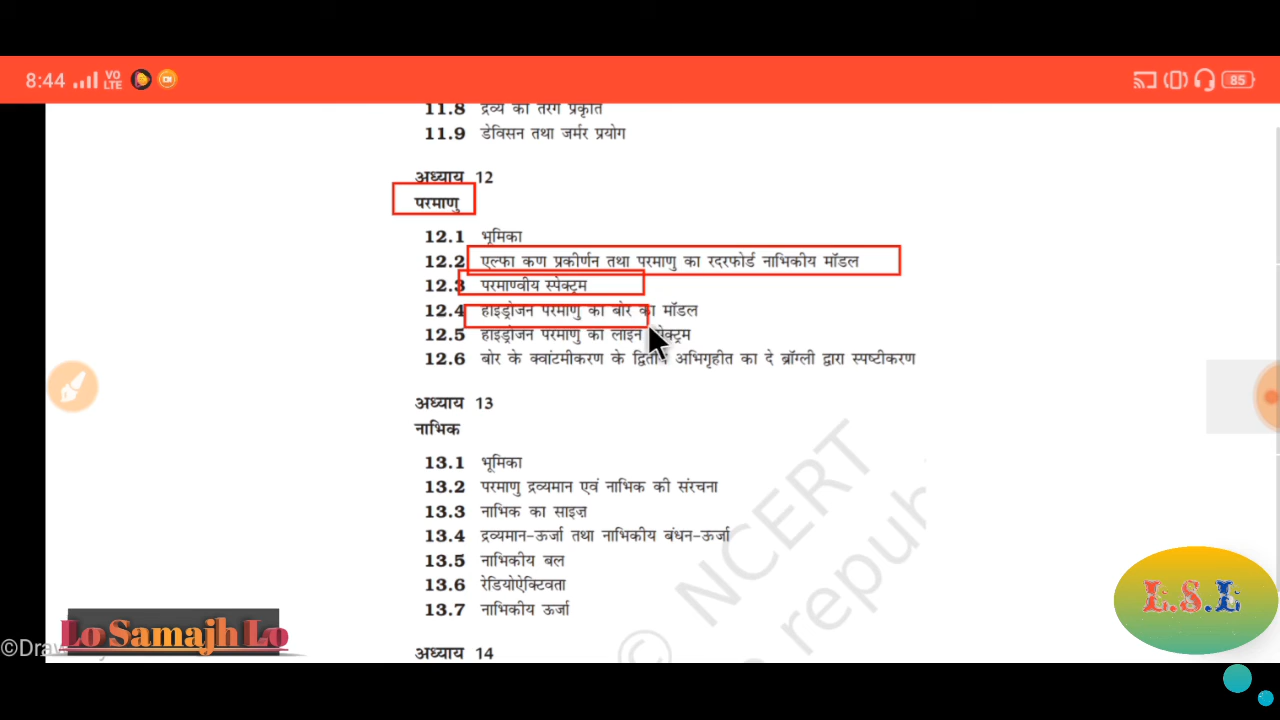 8:44 VO LTE 85
11.8 द्रव्य की तरंग प्रकृति
11.9 डेविसन तथा जर्मर प्रयोग
अध्याय 12
परमाणु
12.1 भूमिका
12.2 एल्फा कण प्रकीर्णन तथा परमाणु का रदरफोर्ड नाभिकीय मॉडल
12.3 परमाण्वीय स्पेक्ट्रम
12.4 हाइड्रोजन परमाणु का बोर का मॉडल
12.5 हाइड्रोजन परमाणु का लाइन स्पेक्ट्रम
12.6 बोर के क्वांटमीकरण के द्वितीय अभिगृहीत का दे ब्रॉग्ली द्वारा स्पष्टीकरण
अध्याय 13
नाभिक
13.1 भूमिका
13.2 परमाणु द्रव्यमान एवं नाभिक की संरचना
13.3 नाभिक का साइज़
13.4 द्रव्यमान-ऊर्जा तथा नाभिकीय बंधन-ऊर्जा
13.5 नाभिकीय बल
13.6 रेडियोऐक्टिवता
13.7 नाभिकीय ऊर्जा
अध्याय 14
© NCERT
repub
L.S.L
Lo Samajh Lo